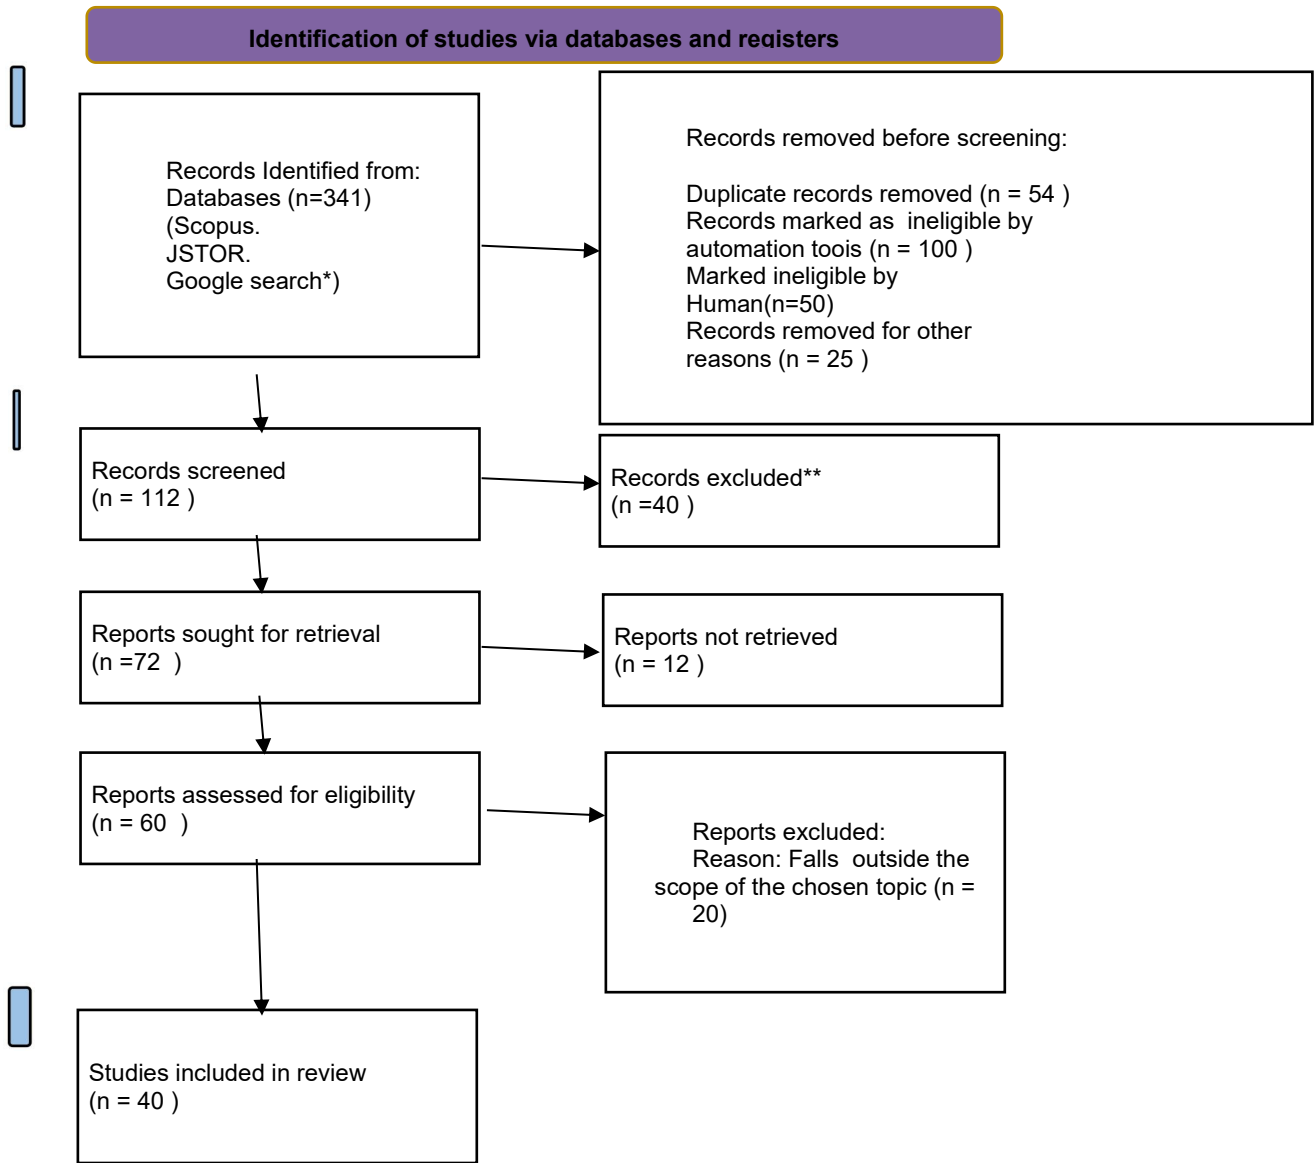 Identification of studies via databases and registers
Records Identified from:
Databases (n=341)
(Scopus.
JSTOR.
Google search*)
Records removed before screening:
Duplicate records removed (n = 54 )
Records marked as  ineligible by
automation toois (n = 100 )
Marked ineligible by
Human(n=50)
Records removed for other
reasons (n = 25 )
Records screened
(n = 112 )
Records excluded**
(n =40 )
Reports sought for retrieval
(n =72  )
Reports not retrieved
(n = 12 )
Reports assessed for eligibility
(n = 60  )
Reports excluded:
Reason: Falls  outside the
scope of the chosen topic (n =
20)
Studies included in review
(n = 40 )